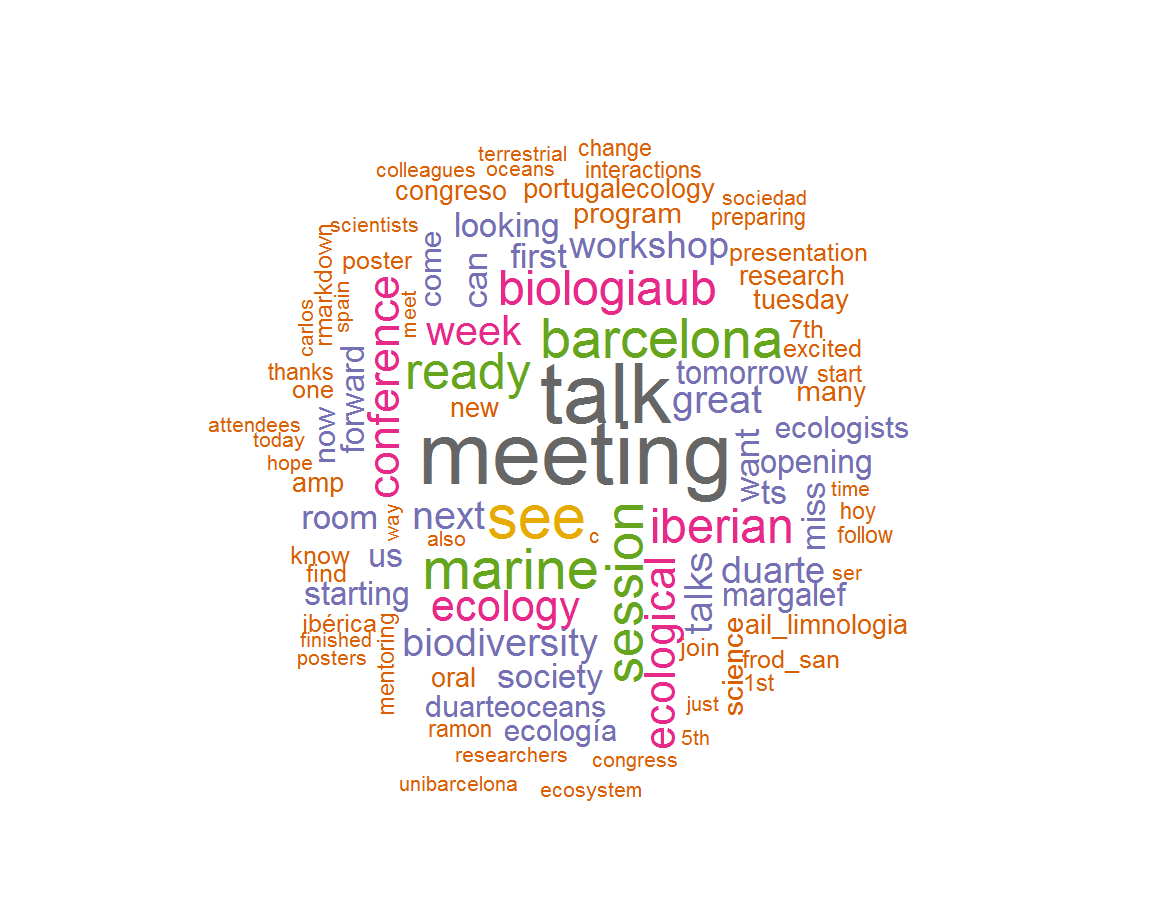 terrestrial
change
colleagues
oceans
interactions
congreso
portugalecology
sociedad
program
preparing
scientists
looking
first
workshop
presentation
come
can
rmarkdown
poster
spain
meet
carlos
conference
biologiaub
research
tuesday
week
barcelona
7th
excited
thanks
one
forward
ready
talk
tomorrow
start
many
new
great
attendees
today
now
meeting
want
ecologists
hope
amp
opening
ts
miss
time
room
way
next
see
also
c
session
iberian
hoy
follow
know
find
us
marine
ecological
talks
duarte
ser
starting
ecology
margalef
ibérica
finished
posters
mentoring
biodiversity
join
science
ail_limnologia
frod_san
oral
society
1st
duarteoceans
just
ramon
ecología
5th
researchers
congress
unibarcelona
ecosystem